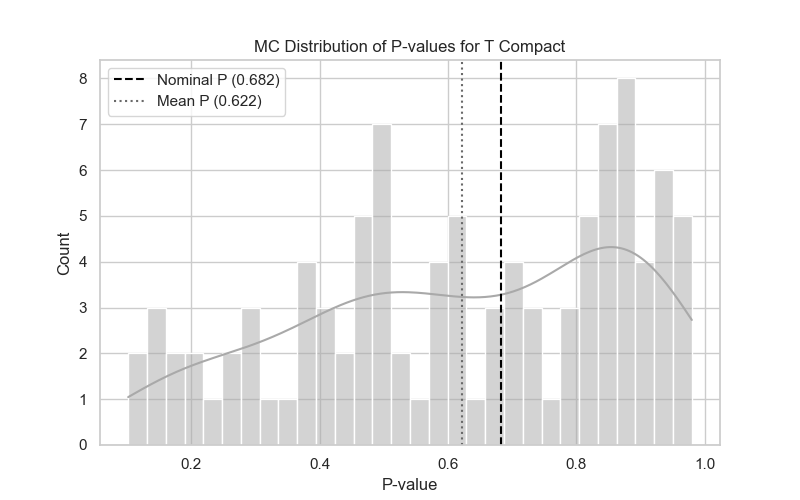 MC Distribution of P-values for T Compact
Nominal P (0.682)
Mean P (0.622)
8
7
6
5
4
3
2
1
0
Count
0.2 0.4 0.6 0.8 1.0
P-value